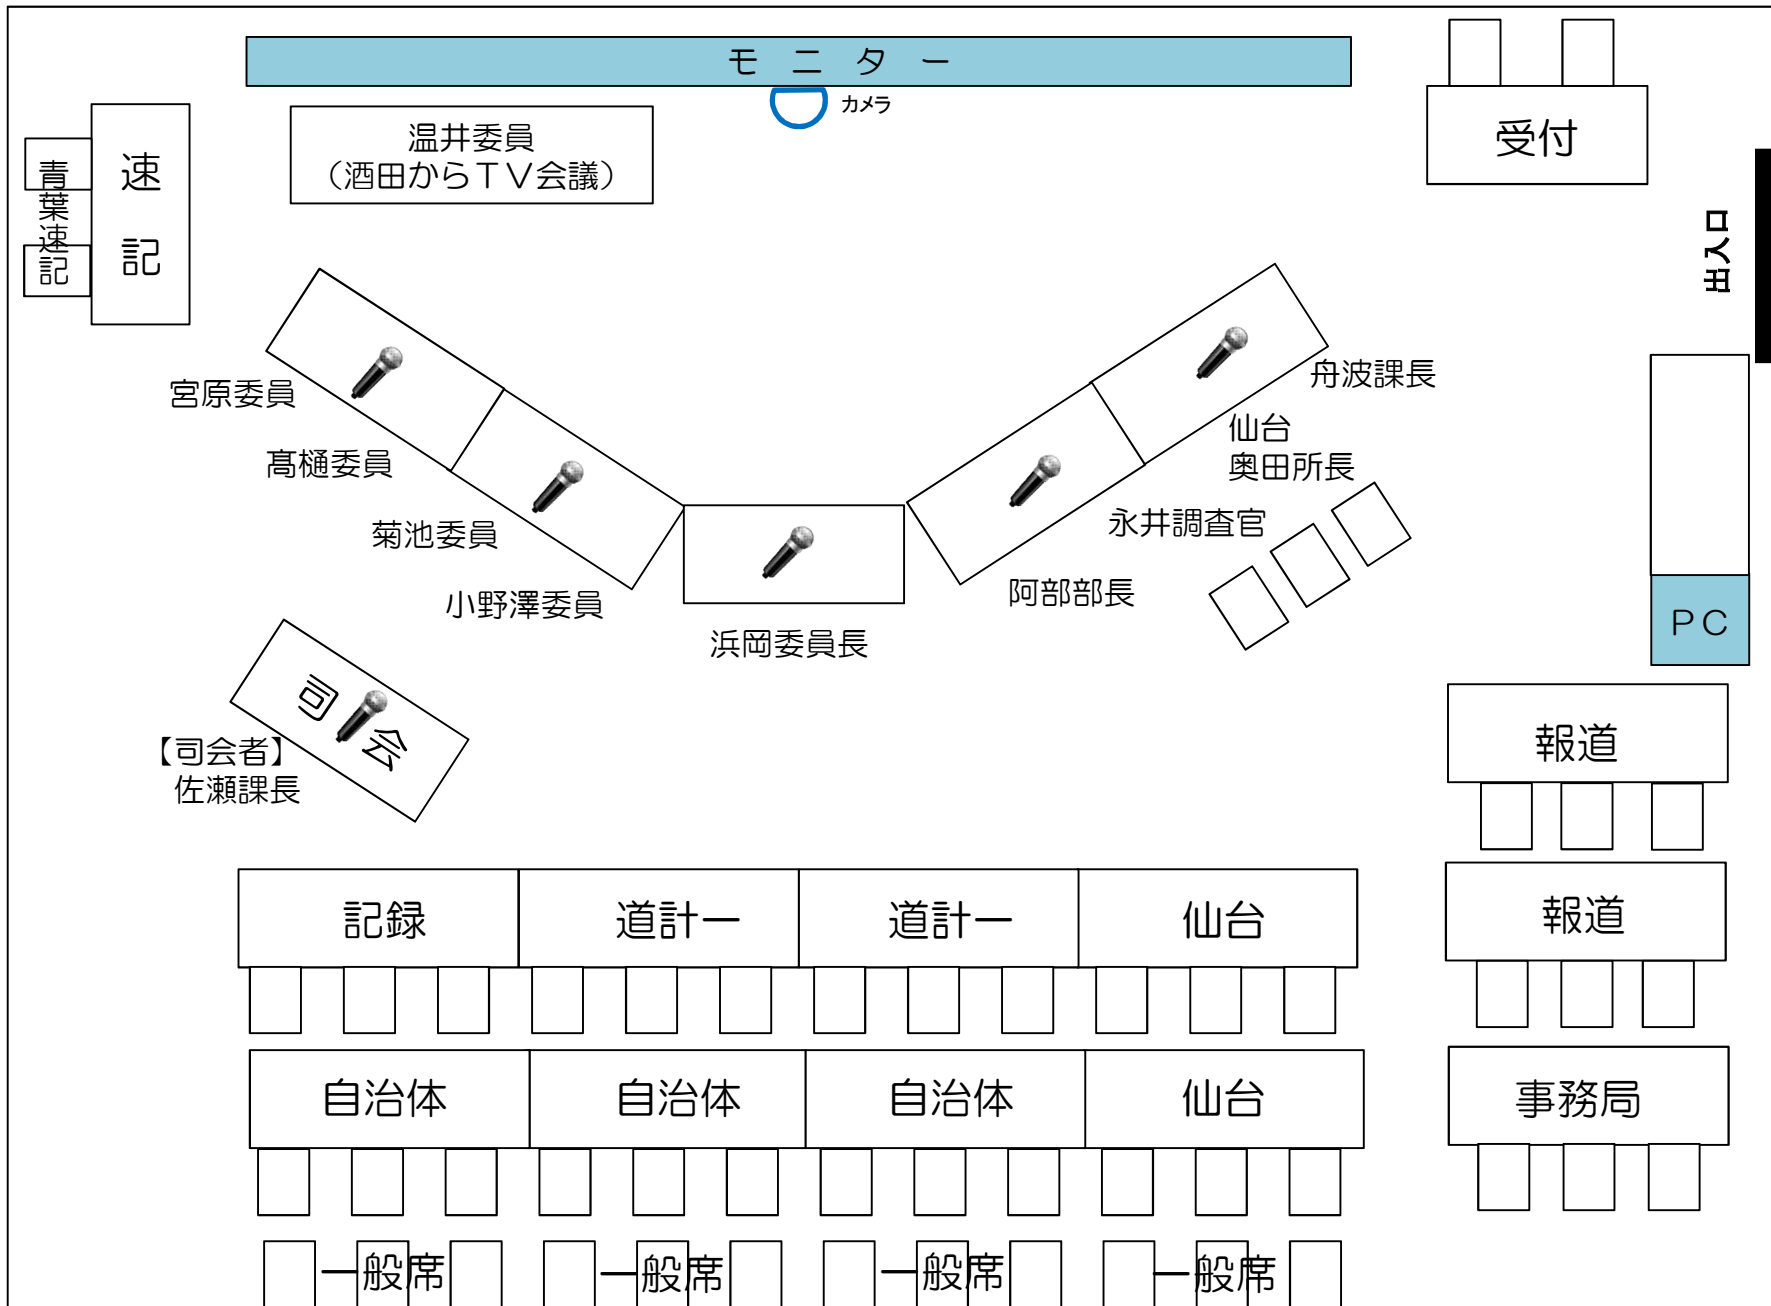 モニター
カメラ
温井委員
（酒田からＴＶ会議）
受付
速記
青葉速記
出入口
宮原委員
髙樋委員
菊池委員
小野澤委員
浜岡委員長
阿部部長
永井調査官
仙台
奥田所長
舟波課長
ＰＣ
司会
【司会者】
佐瀬課長
報道
報道
事務局
記録
道計一
道計一
仙台
自治体
自治体
自治体
仙台
一般席
一般席
一般席
一般席